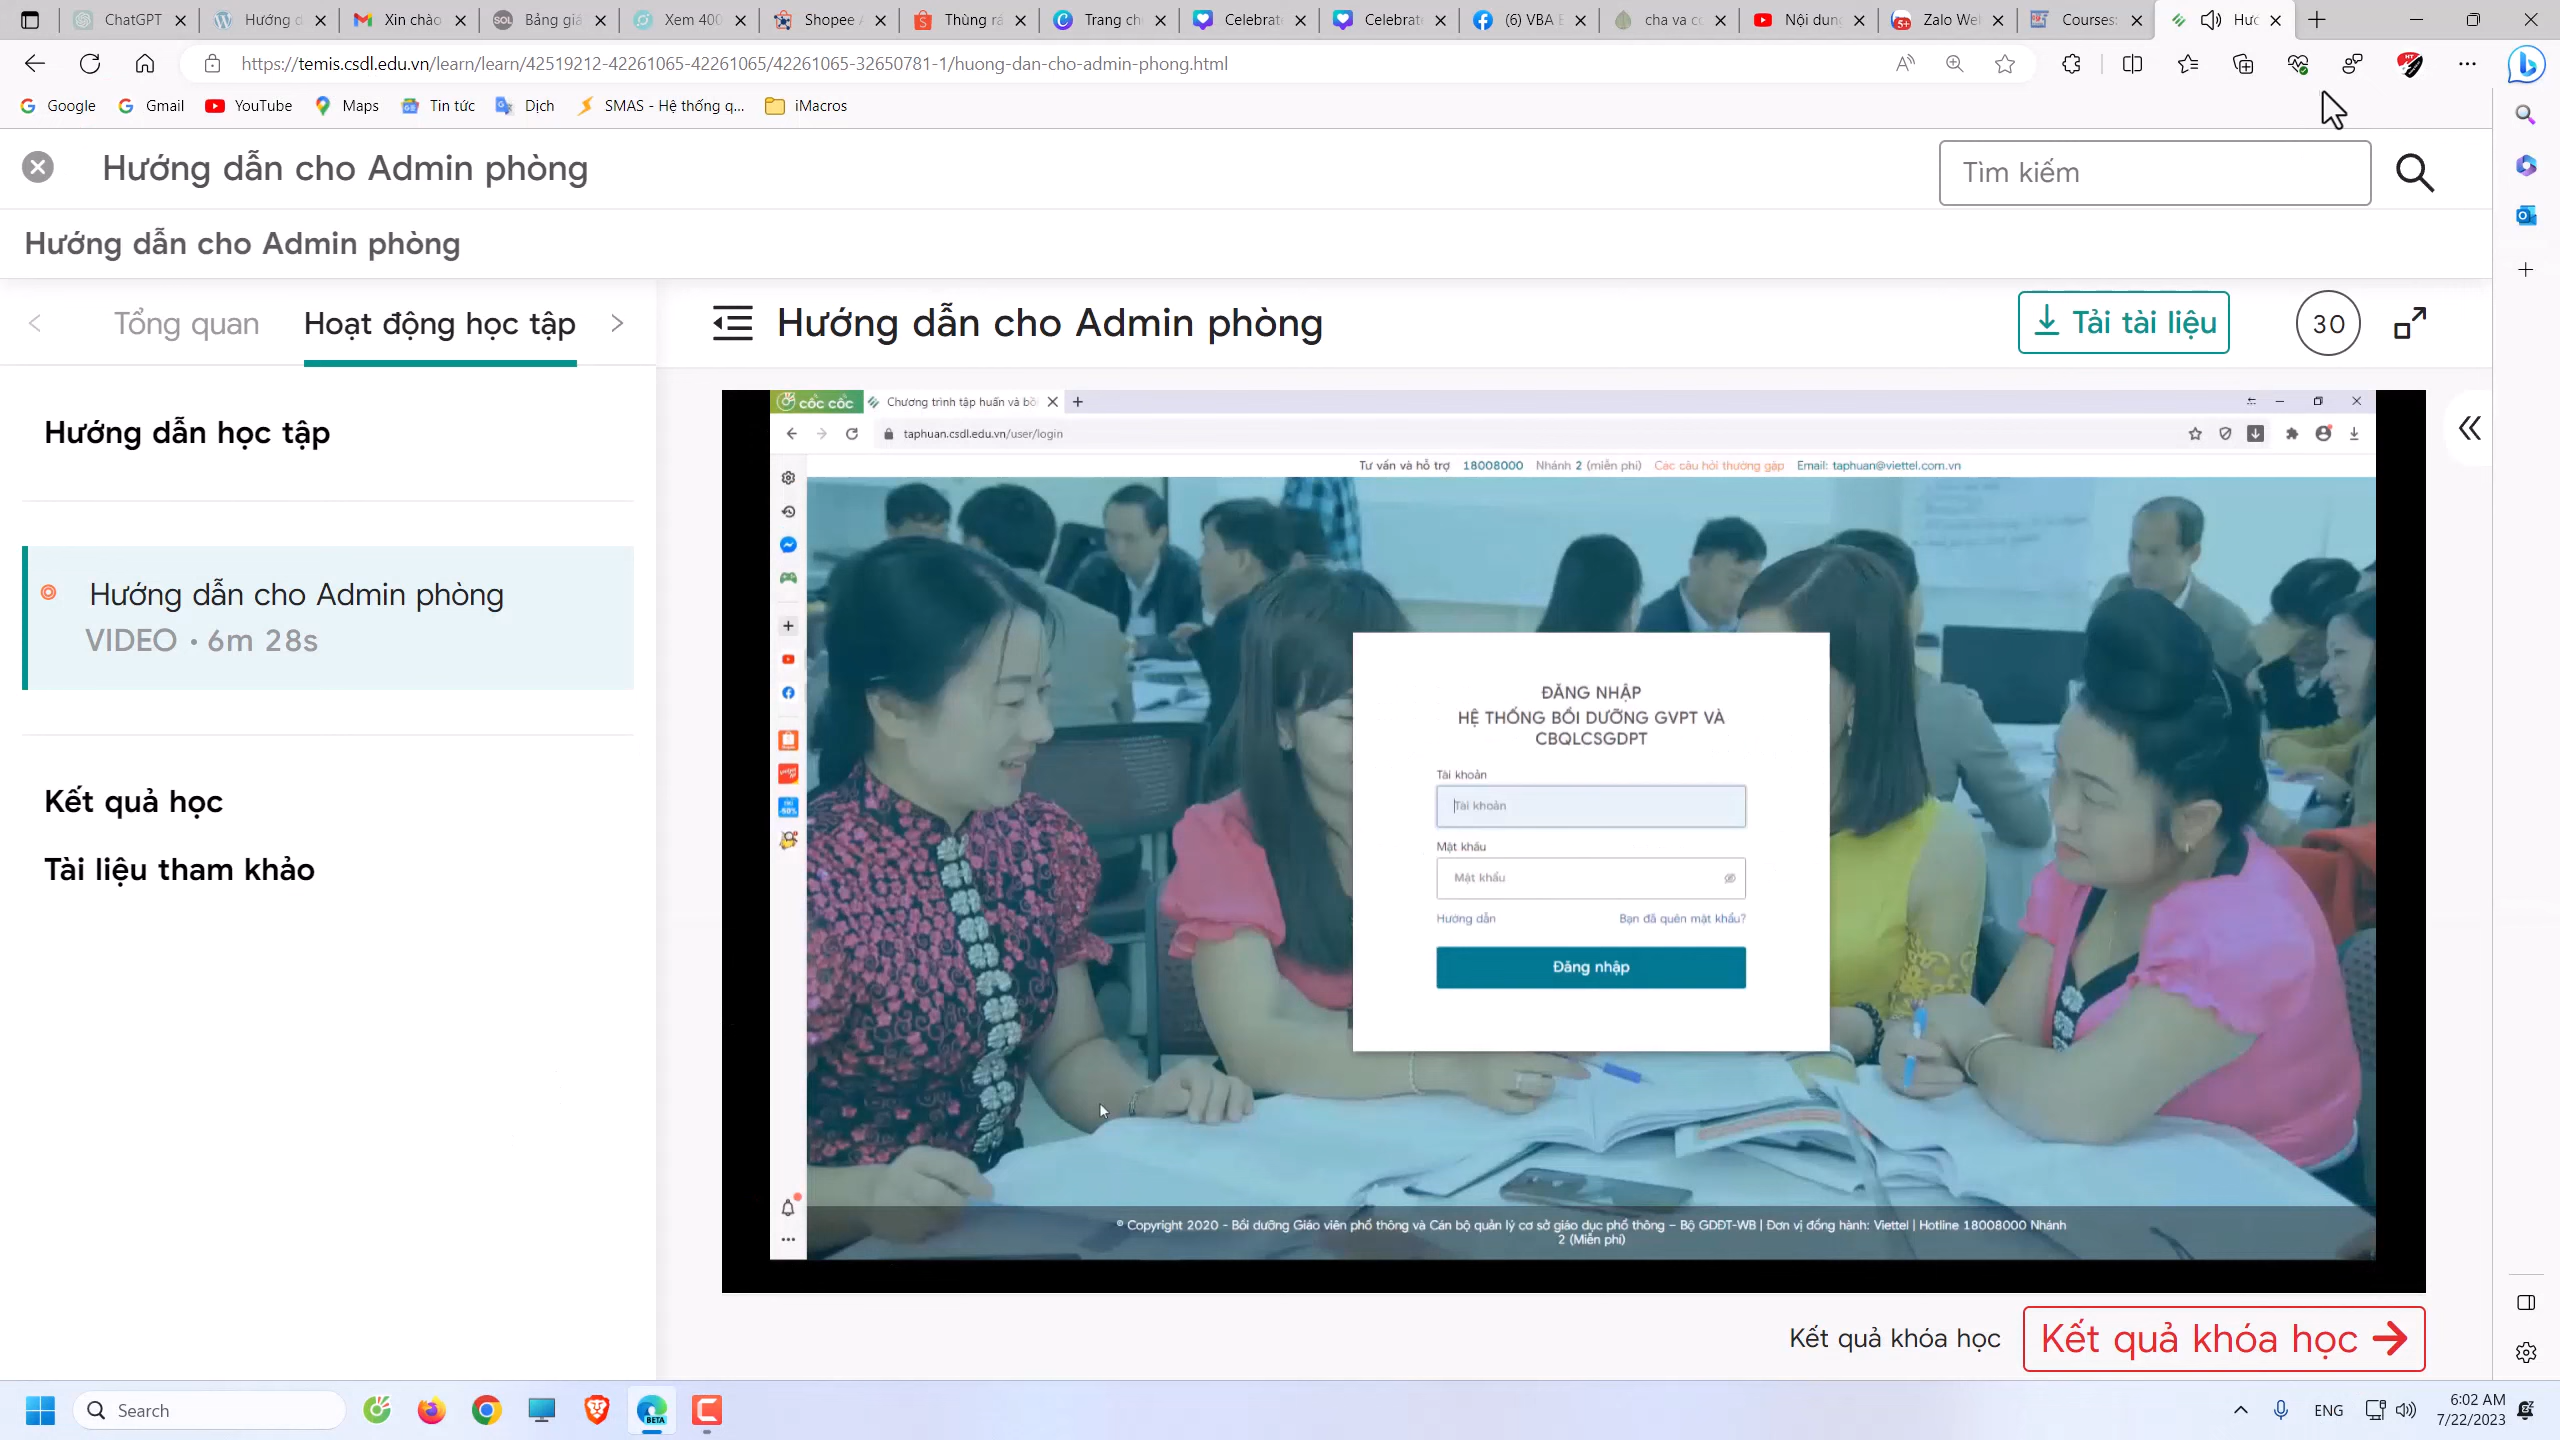 ChatGPT
Hướng d
Xin chào
Bảng giá
Xem 400
Shopee A
Thùng rá
Trang ch
Celebrat
Celebrat
(6) VBA E
cha va co
Nội dung
Zalo We
Courses:
Hướ
https://temis.csdl.edu.vn/learn/learn/42519212-42261065-42261065/42261065-32650781-1/huong-dan-cho-admin-phong.html
Google
Gmail
YouTube
Maps
Tin tức
Dịch
SMAS - Hệ thống q...
iMacros
Hướng dẫn cho Admin phòng
Tìm kiếm
Hướng dẫn cho Admin phòng
Tổng quan
Hoạt động học tập
Hướng dẫn cho Admin phòng
Tải tài liệu
30
Hướng dẫn học tập
Hướng dẫn cho Admin phòng
VIDEO • 6m 28s
Kết quả học
Tài liệu tham khảo
cốc cốc
Chương trình tập huấn và bồ
taphuan.csdl.edu.vn/user/login
Tư vấn và hỗ trợ 18008000 Nhánh 2 (miễn phí) Các câu hỏi thường gặp Email: taphuan@viettel.com.vn
ĐĂNG NHẬP
HỆ THỐNG BỒI DƯỠNG GVPT VÀ
CBQLCSGDPT
Tài khoản
Tài khoản
Mật khẩu
Mật khẩu
Hướng dẫn
Bạn đã quên mật khẩu?
Đăng nhập
© Copyright 2020 - Bồi dưỡng Giáo viên phổ thông và Cán bộ quản lý cơ sở giáo dục phổ thông – Bộ GDĐT-WB | Đơn vị đồng hành: Viettel | Hotline 18008000 Nhánh
2 (Miễn phí)
Kết quả khóa học
Kết quả khóa học
Search
BETA
ENG
6:02 AM
7/22/2023